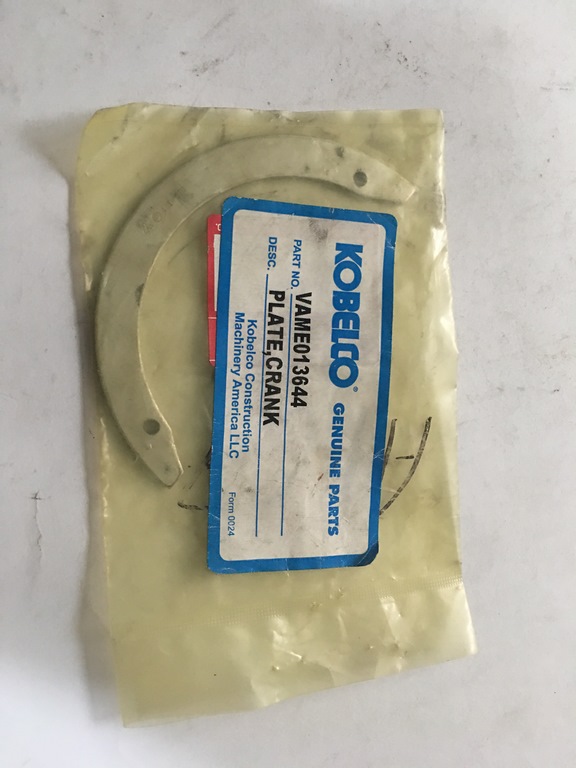 KOBELCO® GENUINE PARTS
PART NO. VAME013644
DESC. PLATE,CRANK
Kobelco Construction
Machinery America LLC
Form 0024